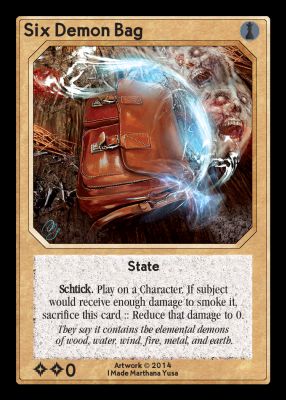 Six Demon Bag
State
Schtick. Play on a Character. If subject
would receive enough damage to smoke it,
sacrifice this card :: Reduce that damage to 0.
They say it contains the elemental demons
of wood, water, wind, fire, metal, and earth.
0
Artwork © 2014
I Made Marthana Yusa